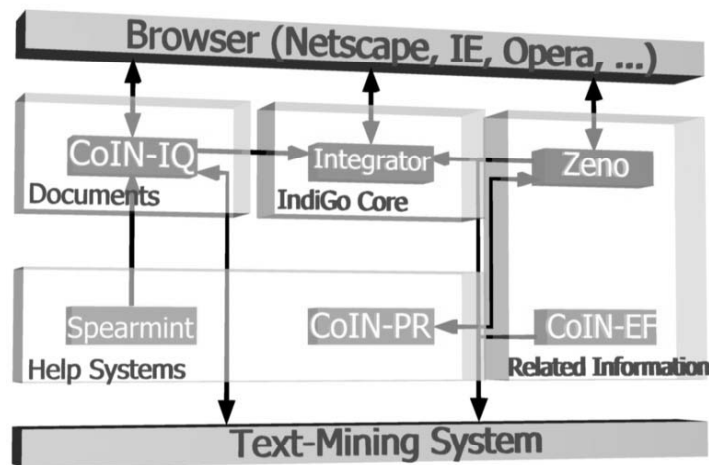 Browser (Netscape, IE, Opera, ...)
CoIN-IQ
Integrator
Zeno
Documents
IndiGo Core
Spearmint
CoIN-PR
CoIN-EF
Help Systems
Related Information
Text-Mining System